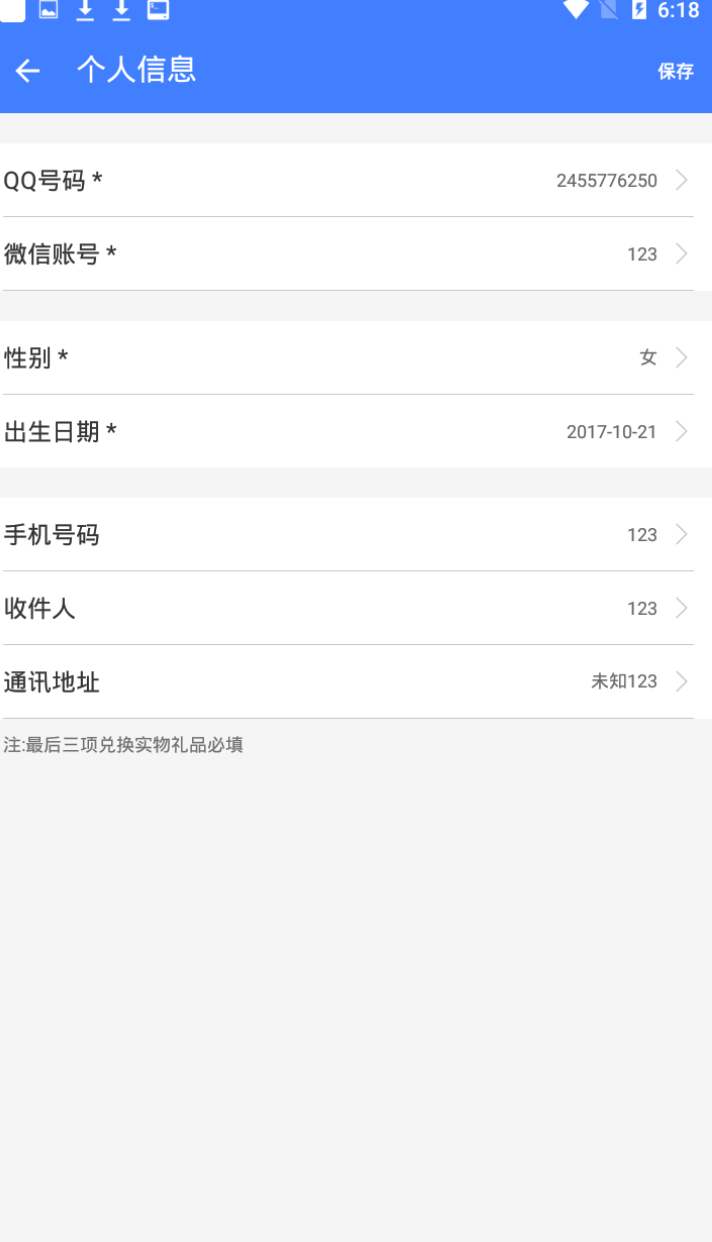 6:18
个人信息
保存
QQ号码 *
2455776250
微信账号 *
123
性别 *
女
出生日期 *
2017-10-21
手机号码
123
收件人
123
通讯地址
未知123
注:最后三项兑换实物礼品必填